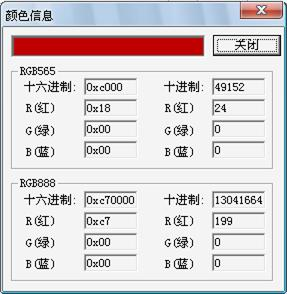 颜色信息
关闭
RGB565
十六进制: 0xc000 十进制: 49152
R(红) 0x18 R(红) 24
G(绿) 0x00 G(绿) 0
B(蓝) 0x00 B(蓝) 0
RGB888
十六进制: 0xc70000 十进制: 13041664
R(红) 0xc7 R(红) 199
G(绿) 0x00 G(绿) 0
B(蓝) 0x00 B(蓝) 0